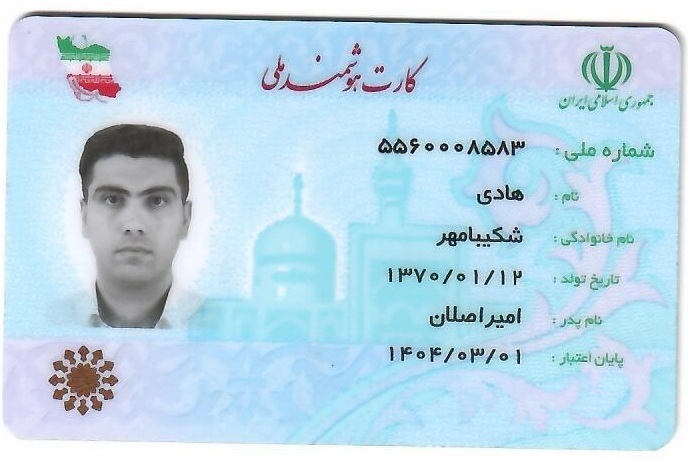 کارت هوشمند ملی
جمهوری اسلامی ایران
شماره ملی : ۵۵۶۰۰۰۸۵۸۳
نام : هادی
نام خانوادگی : شکیبامهر
تاریخ تولد : ۱۳۷۰/۰۱/۱۲
نام پدر : امیراصلان
پایان اعتبار : ۱۴۰۴/۰۳/۰۱